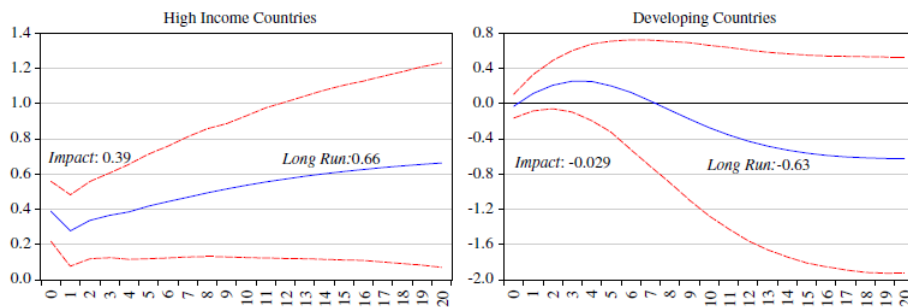 High Income Countries
1.4
1.2
1.0
0.8
0.6
0.4
0.2
0.0
Impact: 0.39
Long Run:0.66
0 1 2 3 4 5 6 7 8 9 10 11 12 13 14 15 16 17 18 19 20
Developing Countries
0.8
0.4
0.0
-0.4
-0.8
-1.2
-1.6
-2.0
Impact: -0.029
Long Run:-0.63
0 1 2 3 4 5 6 7 8 9 10 11 12 13 14 15 16 17 18 19 20